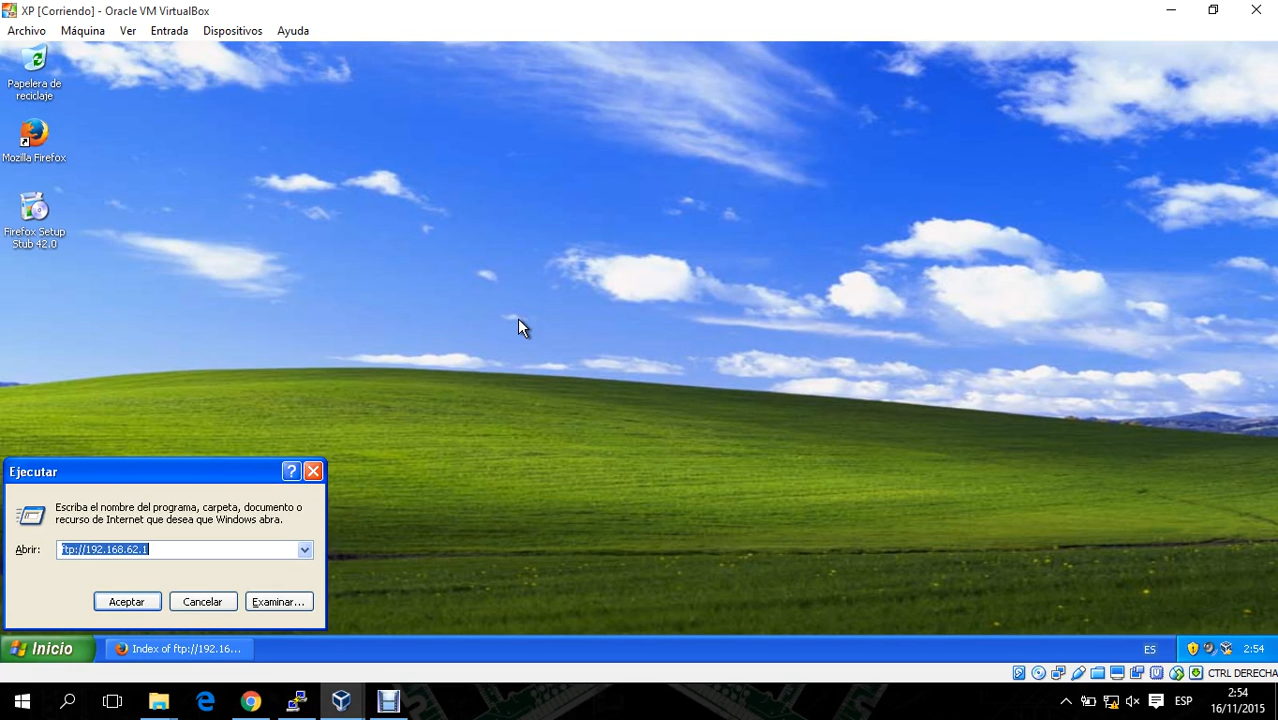 XP [Corriendo] - Oracle VM VirtualBox
Archivo Máquina Ver Entrada Dispositivos Ayuda
Papelera de
reciclaje
Mozilla Firefox
Firefox Setup
Stub 42.0
Ejecutar
Escriba el nombre del programa, carpeta, documento o
recurso de Internet que desea que Windows abra.
Abrir: ftp://192.168.62.1
Aceptar Cancelar Examinar...
Inicio Index of ftp://192.16... ES 2:54
CTRL DERECHA
ESP 2:54
16/11/2015